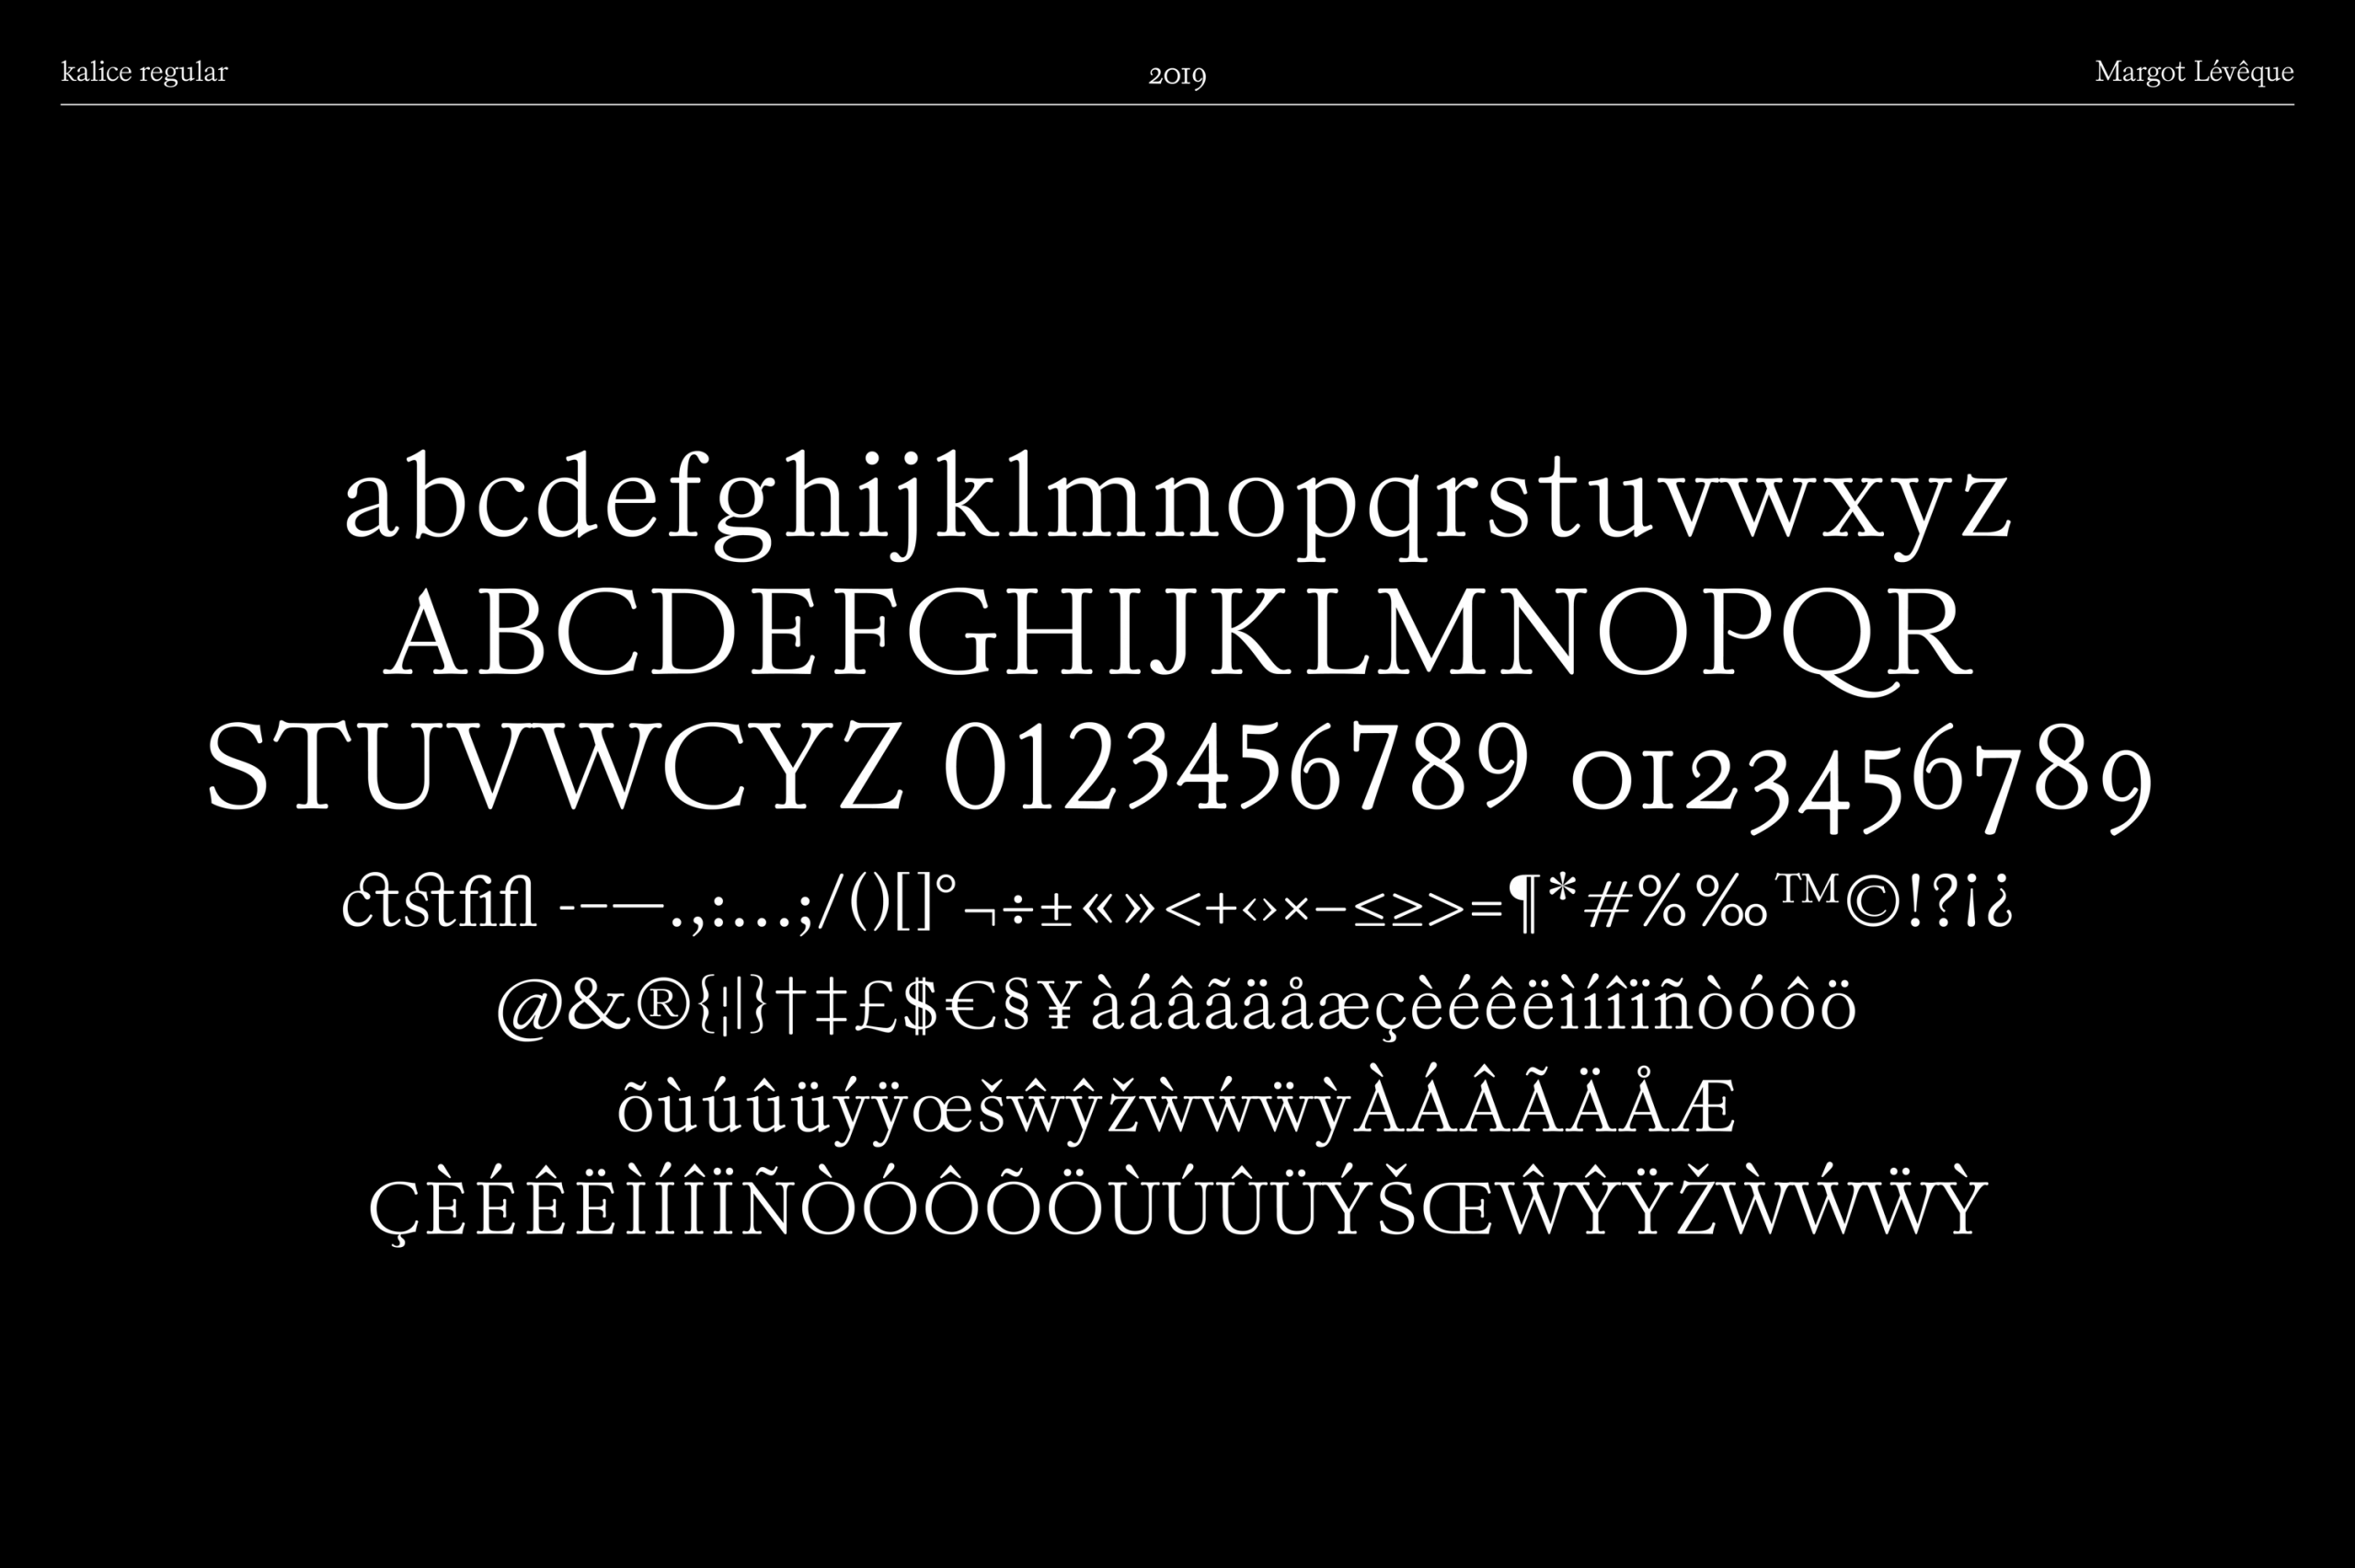 kalice regular 2019 Margot Lévêque
abcdefghijklmnopqrstuvwxyz
ABCDEFGHIJKLMNOPQR
STUVWCYZ 0123456789 0123456789
ctstfifl -–—.,:…;/()[]°¬÷±«»<+‹›×−≤≥>=¶*#%‰™©!?¡¿
@&®{¦|}†‡£$€§¥àáâãäåæçèéêëìíîïñòóôö
õùúûüýÿœšŵŷžẁẃẅỳÀÁÂÃÄÅÆ
ÇÈÉÊËÌÍÎÏÑÒÓÔÕÖÙÚÛÜÝŠŒŴŶŸŽẀẂẄỲ